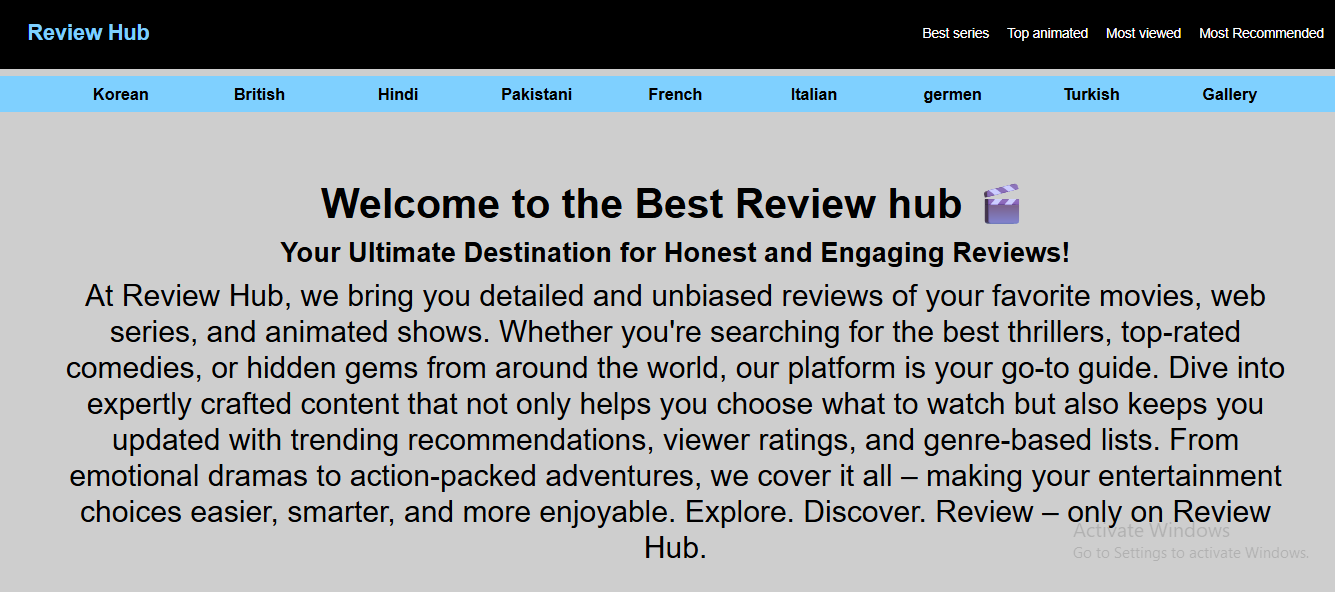 Review Hub
Best series Top animated Most viewed Most Recommended
Korean British Hindi Pakistani French Italian germen Turkish Gallery
Welcome to the Best Review hub 🎬
Your Ultimate Destination for Honest and Engaging Reviews!
At Review Hub, we bring you detailed and unbiased reviews of your favorite movies, web
series, and animated shows. Whether you're searching for the best thrillers, top-rated
comedies, or hidden gems from around the world, our platform is your go-to guide. Dive into
expertly crafted content that not only helps you choose what to watch but also keeps you
updated with trending recommendations, viewer ratings, and genre-based lists. From
emotional dramas to action-packed adventures, we cover it all – making your entertainment
choices easier, smarter, and more enjoyable. Explore. Discover. Review – only on Review
Hub.
Activate Windows
Go to Settings to activate Windows.